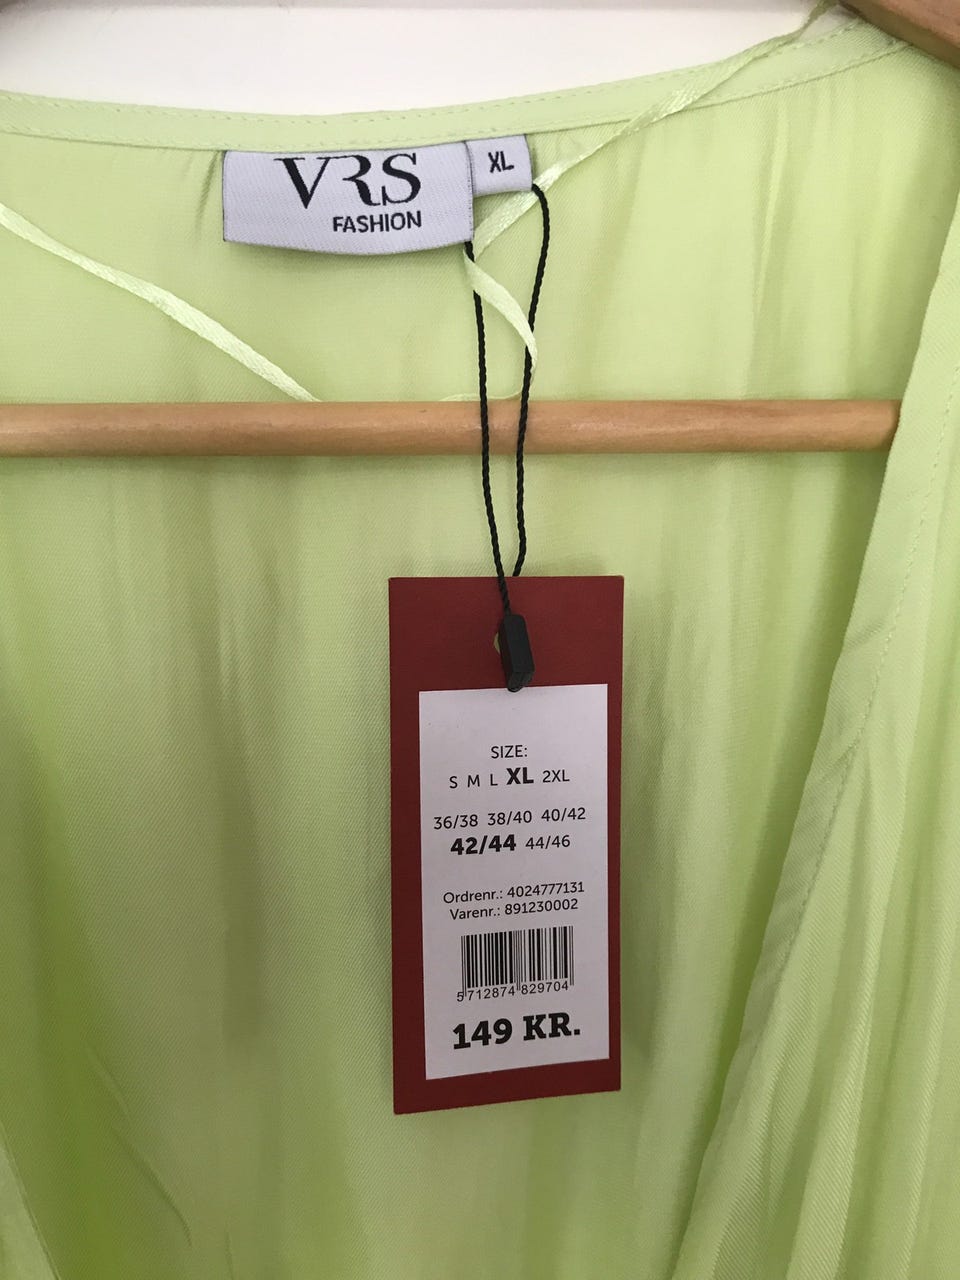 VRS
FASHION
XL
SIZE:
S M L XL 2XL
36/38 38/40 40/42
42/44 44/46
Ordrenr.: 4024777131
Varenr.: 891230002
5 712874 829704
149 KR.